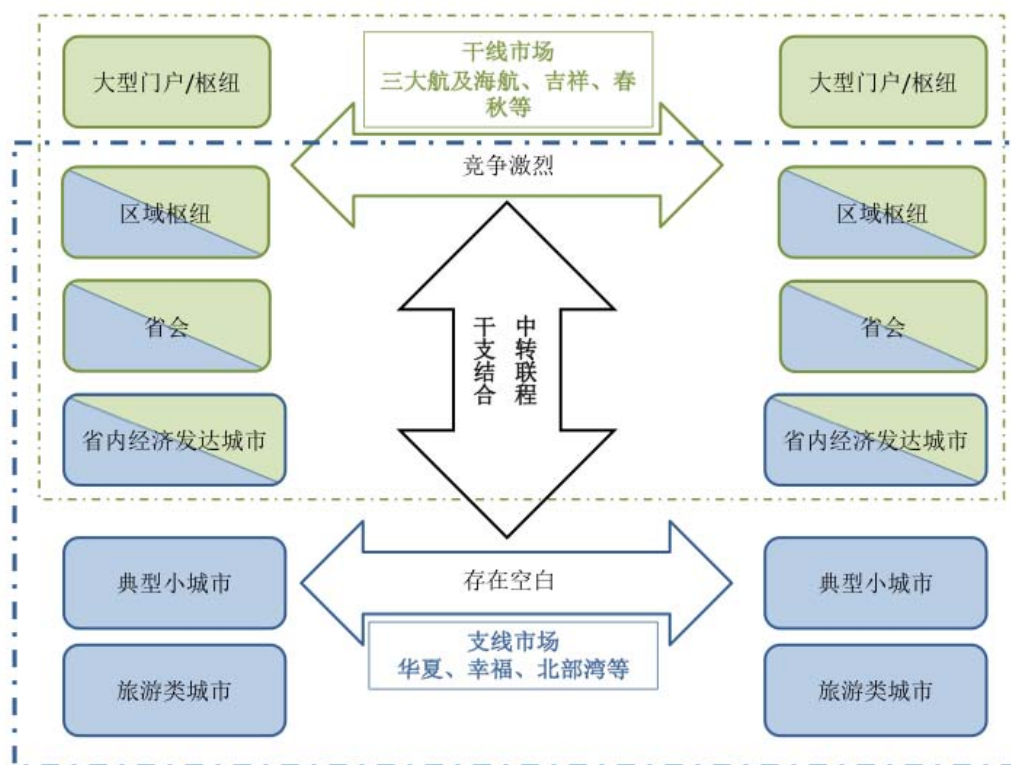 干线市场
三大航及海航、吉祥、春
秋等
大型门户/枢纽
大型门户/枢纽
竞争激烈
区域枢纽
区域枢纽
省会
省会
中转联程
干支结合
省内经济发达城市
省内经济发达城市
典型小城市
存在空白
典型小城市
支线市场
华夏、幸福、北部湾等
旅游类城市
旅游类城市